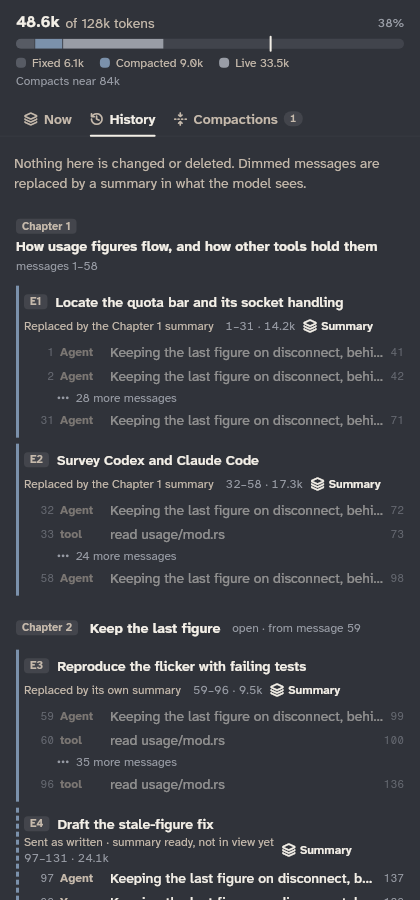 48.6k of 128k tokens 38%
Fixed 6.1k Compacted 9.0k Live 33.5k
Compacts near 84k
Now History Compactions 1
Nothing here is changed or deleted. Dimmed messages are
replaced by a summary in what the model sees.
Chapter 1
How usage figures flow, and how other tools hold them
messages 1–58
E1 Locate the quota bar and its socket handling
Replaced by the Chapter 1 summary 1–31 · 14.2k Summary
1 Agent Keeping the last figure on disconnect, behi... 41
2 Agent Keeping the last figure on disconnect, behi... 42
··· 28 more messages
31 Agent Keeping the last figure on disconnect, behi... 71
E2 Survey Codex and Claude Code
Replaced by the Chapter 1 summary 32–58 · 17.3k Summary
32 Agent Keeping the last figure on disconnect, behi... 72
33 tool read usage/mod.rs 73
··· 24 more messages
58 Agent Keeping the last figure on disconnect, behi... 98
Chapter 2 Keep the last figure open · from message 59
E3 Reproduce the flicker with failing tests
Replaced by its own summary 59–96 · 9.5k Summary
59 Agent Keeping the last figure on disconnect, behi... 99
60 tool read usage/mod.rs 100
··· 35 more messages
96 tool read usage/mod.rs 136
E4 Draft the stale-figure fix
Sent as written · summary ready, not in view yet
97–131 · 24.1k Summary
97 Agent Keeping the last figure on disconnect, b... 137